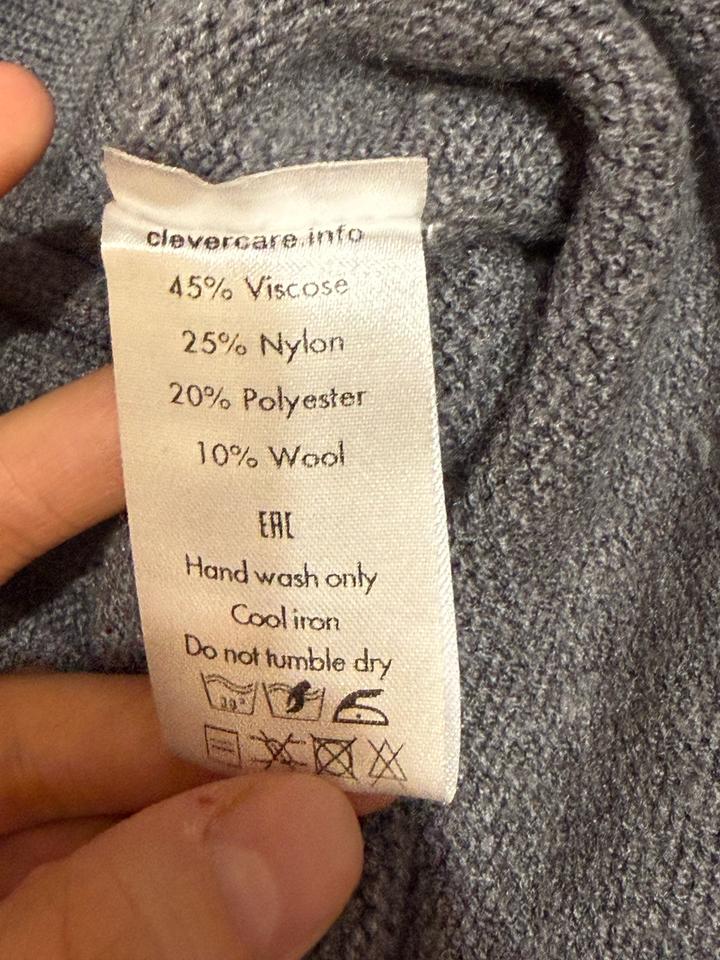 clevercare.info
45% Viscose
25% Nylon
20% Polyester
10% Wool
EAC
Hand wash only
Cool iron
Do not tumble dry
30°